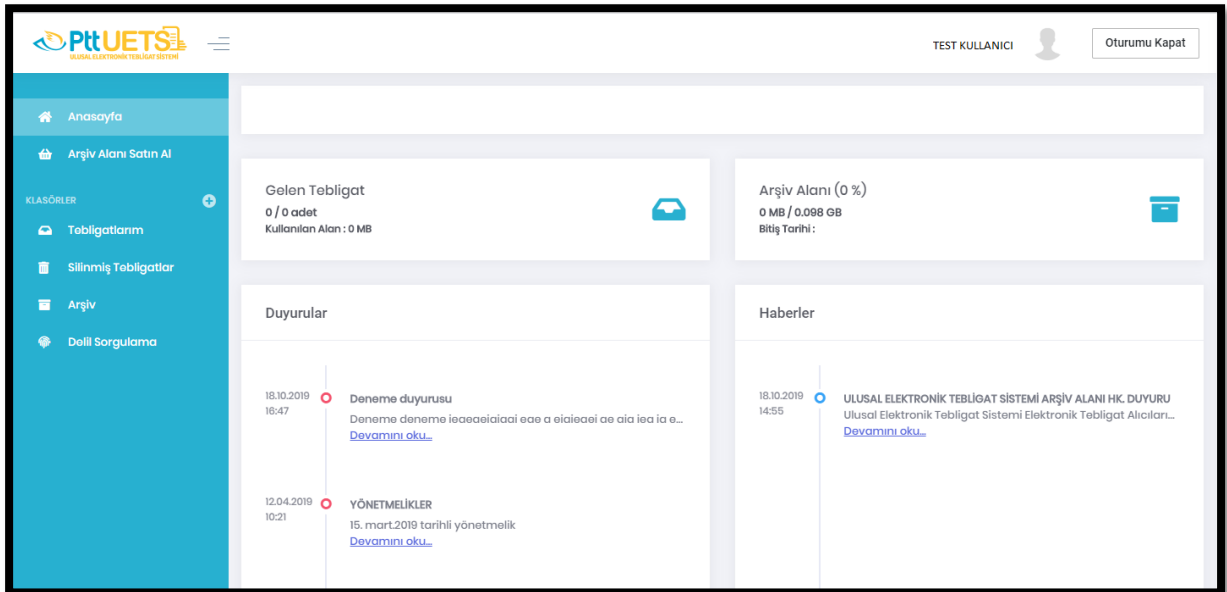 PttUETS
ULUSAL ELEKTRONİK TEBLİGAT SİSTEMİ
TEST KULLANICI
Oturumu Kapat
Anasayfa
Arşiv Alanı Satın Al
KLASÖRLER
Tebligatlarım
Silinmiş Tebligatlar
Arşiv
Delil Sorgulama
Gelen Tebligat
0 / 0 adet
Kullanılan Alan : 0 MB
Arşiv Alanı (0 %)
0 MB / 0.098 GB
Bitiş Tarihi :
Duyurular
18.10.2019
16:47
Deneme duyurusu
Deneme deneme ieaeaeiaiaai eae a eiaieaei ae aia iea ia e...
Devamını oku...
12.04.2019
10:21
YÖNETMELİKLER
15. mart.2019 tarihli yönetmelik
Devamını oku...
Haberler
18.10.2019
14:55
ULUSAL ELEKTRONİK TEBLİGAT SİSTEMİ ARŞİV ALANI HK. DUYURU
Ulusal Elektronik Tebligat Sistemi Elektronik Tebligat Alıcıları...
Devamını oku...